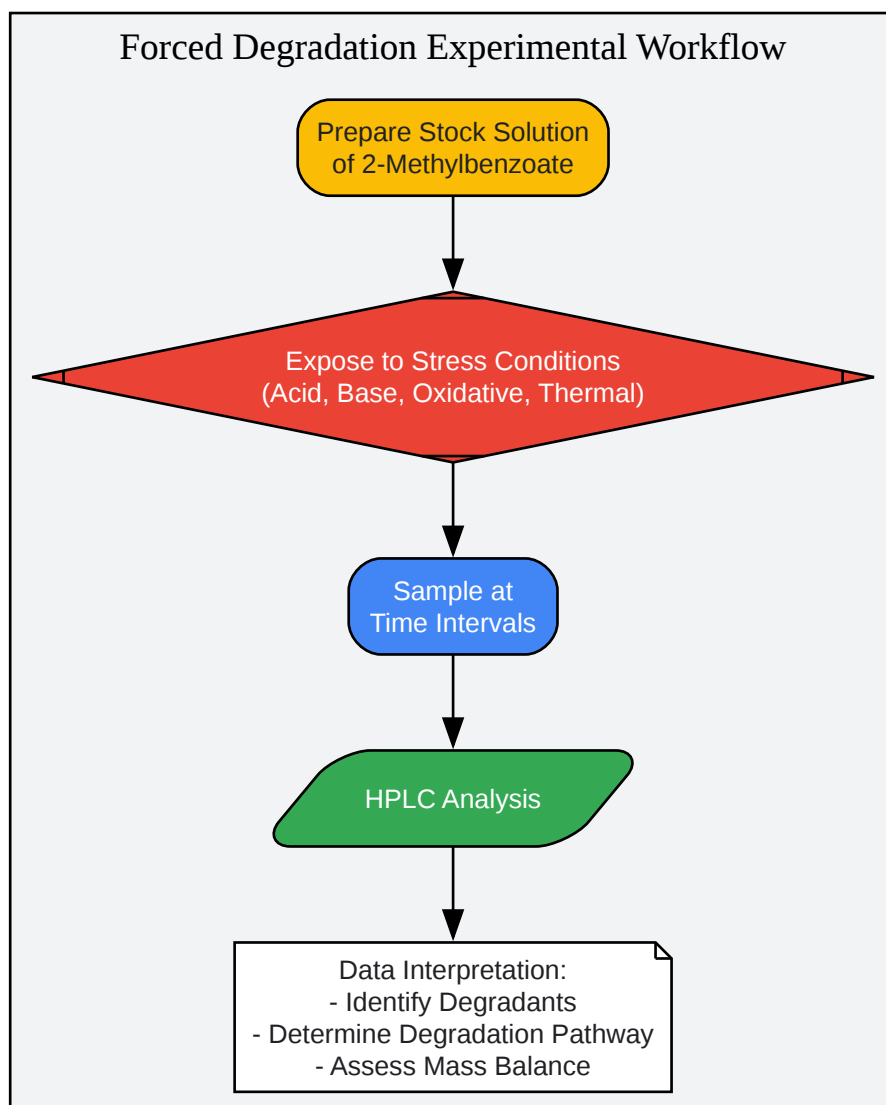 Forced Degradation Experimental Workflow
Prepare Stock Solution
of 2-Methylbenzoate
Expose to Stress Conditions
(Acid, Base, Oxidative, Thermal)
Sample at
Time Intervals
HPLC Analysis
Data Interpretation:
- Identify Degradants
- Determine Degradation Pathway
- Assess Mass Balance